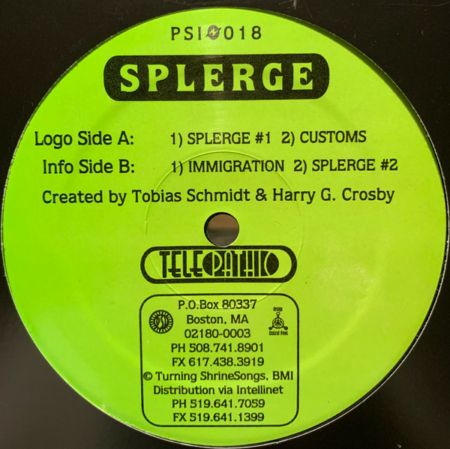 PSI 018
SPLERGE
Logo Side A: 1) SPLERGE #1 2) CUSTOMS
Info Side B: 1) IMMIGRATION 2) SPLERGE #2
Created by Tobias Schmidt & Harry G. Crosby
TELEPATHIC
P.O.Box 80337
Boston, MA
02180-0003
PH 508.741.8901
FX 617.438.3919
© Turning ShrineSongs, BMI
Distribution via Intellinet
PH 519.641.7059
FX 519.641.1399